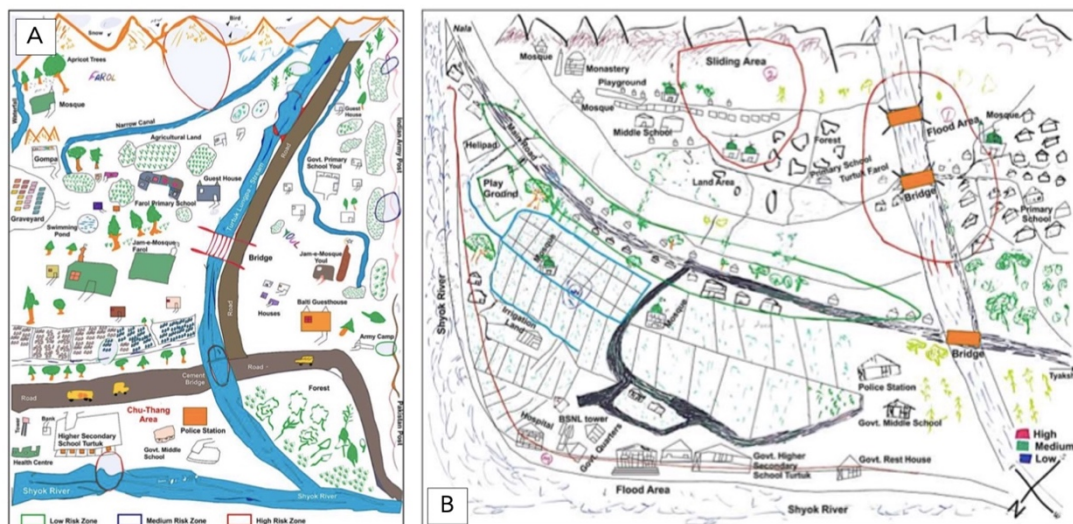 A
Snow
Bird
Apricot Trees
FAROL
Mosque
Waterfall
Narrow Canal
Agricultural Land
Guest
House
Indian Army Post
Gompa
Govt. Primary
School Youl
Turtuk Lungpa
Road
Guest House
Farol Primary School
Graveyard
Swimming
Pond
YOUL
Jam-e-Mosque
Farol
Bridge
Jam-e-Mosque
Youl
Houses
Balti Guesthouse
Road
Army Camp
Cement
Bridge
Road
Road
Forest
Chu-Thang
Area
Police Station
Tower
Bank
Higher Secondary
School Turtuk
Govt. Middle
School
Health Centre
Pakistan Post
Shyok River
Shyok River
Low Risk Zone
Medium Risk Zone
High Risk Zone
B
Nala
Mosque
Monastery
Sliding Area
Playground
Mosque
Middle School
Flood Area
Mosque
Helipad
Main Road
Forest
Primary School
Turtuk Farol
Play
Ground
Land Area
Bridge
Primary
School
Mosque
Shyok River
Irrigation
Land
Mosque
Bridge
Tyakshi
Police Station
Hospital
BSNL tower
Govt. Quarters
Govt. Middle School
Govt. Higher
Secondary
School Turtuk
Govt. Rest House
High
Medium
Low
Flood Area
Shyok River
N